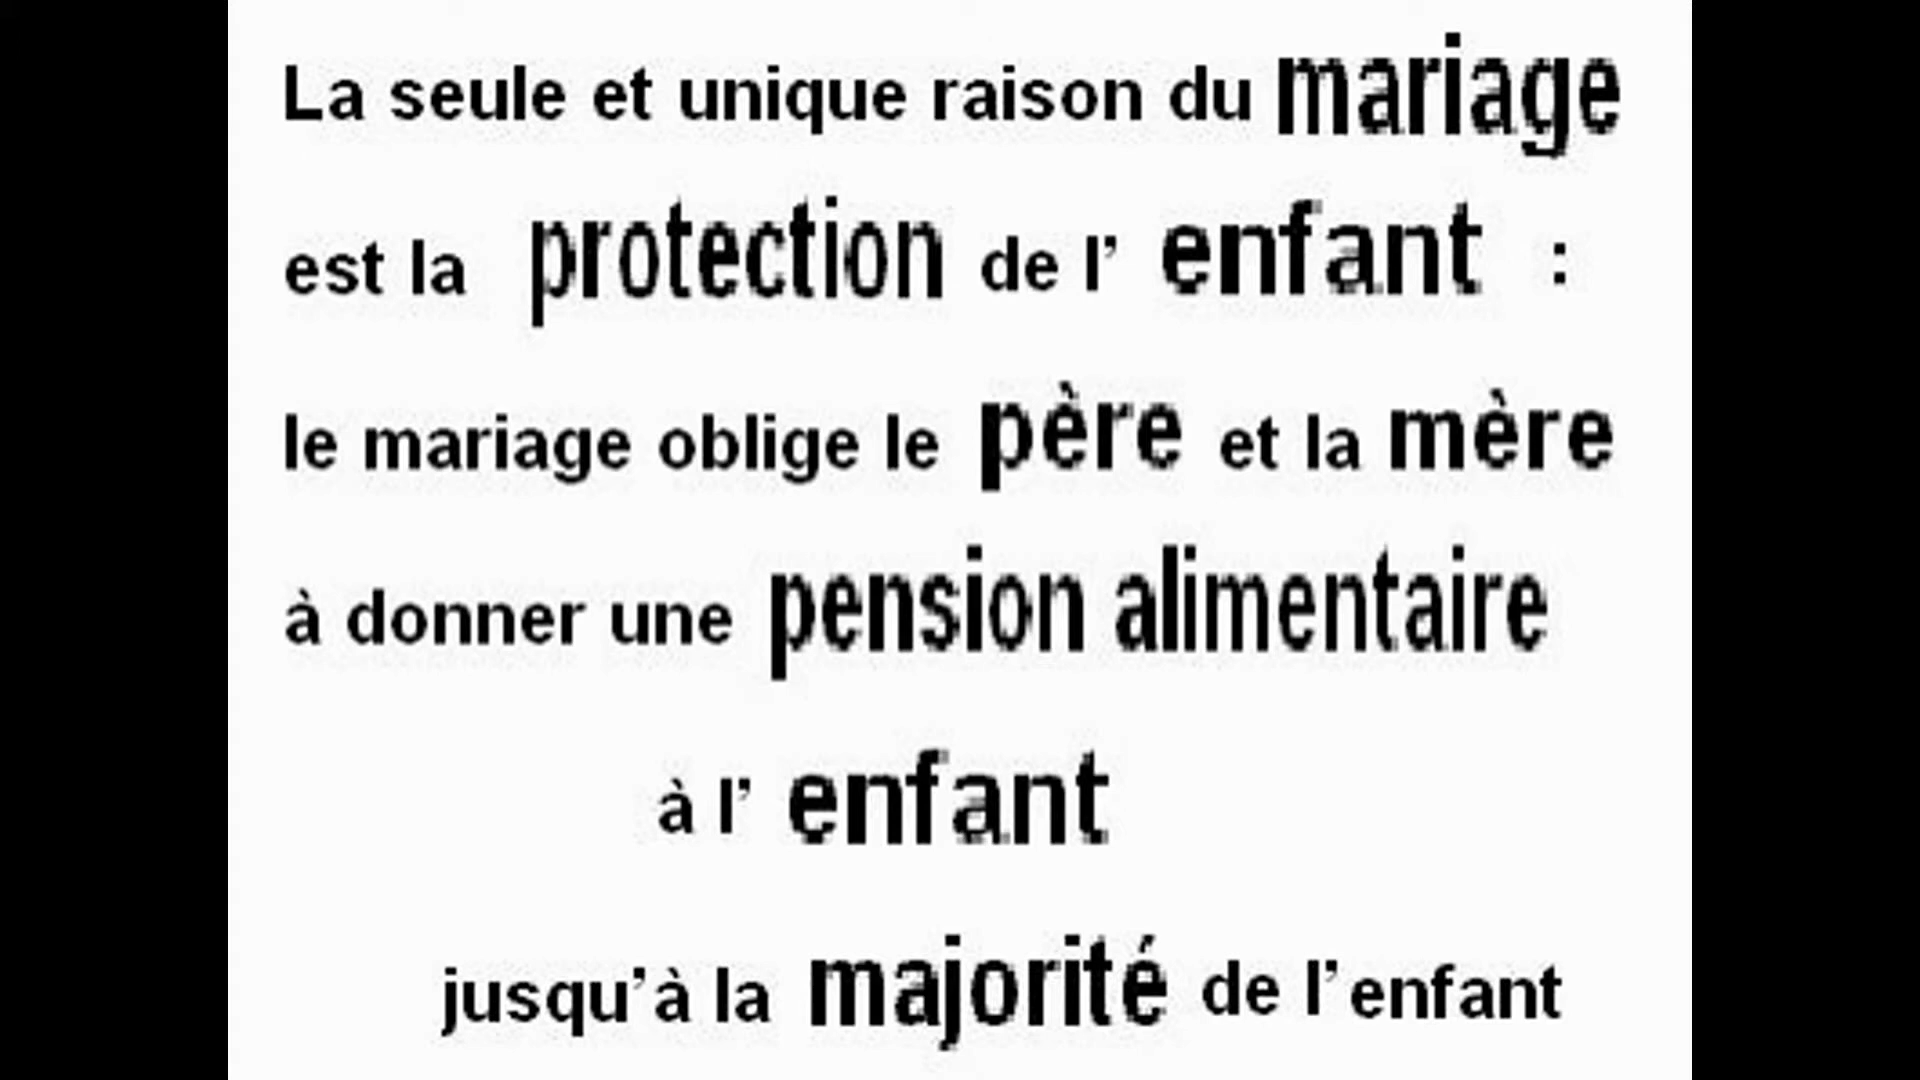 La seule et unique raison du mariage
est la protection de l’ enfant :
le mariage oblige le père et la mère
à donner une pension alimentaire
à l’ enfant
jusqu’à la majorité de l’enfant